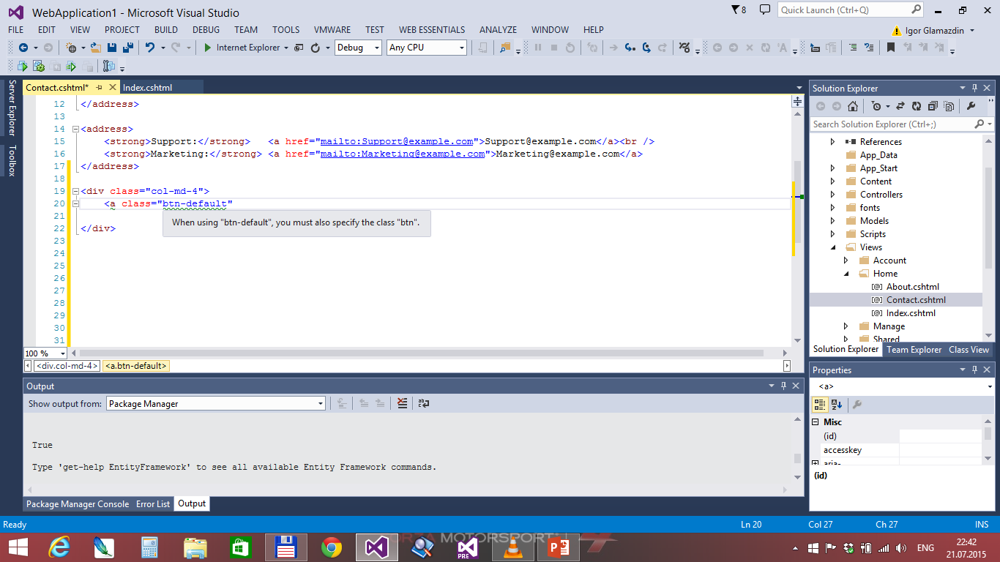 WebApplication1 - Microsoft Visual Studio
8
Quick Launch (Ctrl+Q)
FILE EDIT VIEW PROJECT BUILD DEBUG TEAM TOOLS VMWARE TEST WEB ESSENTIALS ANALYZE WINDOW HELP
Igor Glamazdin
Internet Explorer Debug Any CPU
Server Explorer
Toolbox
Contact.cshtml* Index.cshtml
12 </address>
13
14 <address>
15 <strong>Support:</strong> <a href="mailto:Support@example.com">Support@example.com</a><br />
16 <strong>Marketing:</strong> <a href="mailto:Marketing@example.com">Marketing@example.com</a>
17 </address>
18
19 <div class="col-md-4">
20 <a class="btn-default"
21
When using "btn-default", you must also specify the class "btn".
22 </div>
23
24
25
26
27
28
29
30
31
100 %
<div.col-md-4> <a.btn-default>
Output
Show output from: Package Manager
True
Type 'get-help EntityFramework' to see all available Entity Framework commands.
Package Manager Console Error List Output
Solution Explorer
Search Solution Explorer (Ctrl+;)
References
App_Data
App_Start
Content
Controllers
fonts
Models
Scripts
Views
Account
Home
About.cshtml
Contact.cshtml
Index.cshtml
Manage
Shared
Solution Explorer Team Explorer Class View
Properties
<a>
Misc
(id)
accesskey
aria-
(id)
Ready Ln 20 Col 27 Ch 27 INS
MOTORSPORT
PRE
ENG
22:42
21.07.2015